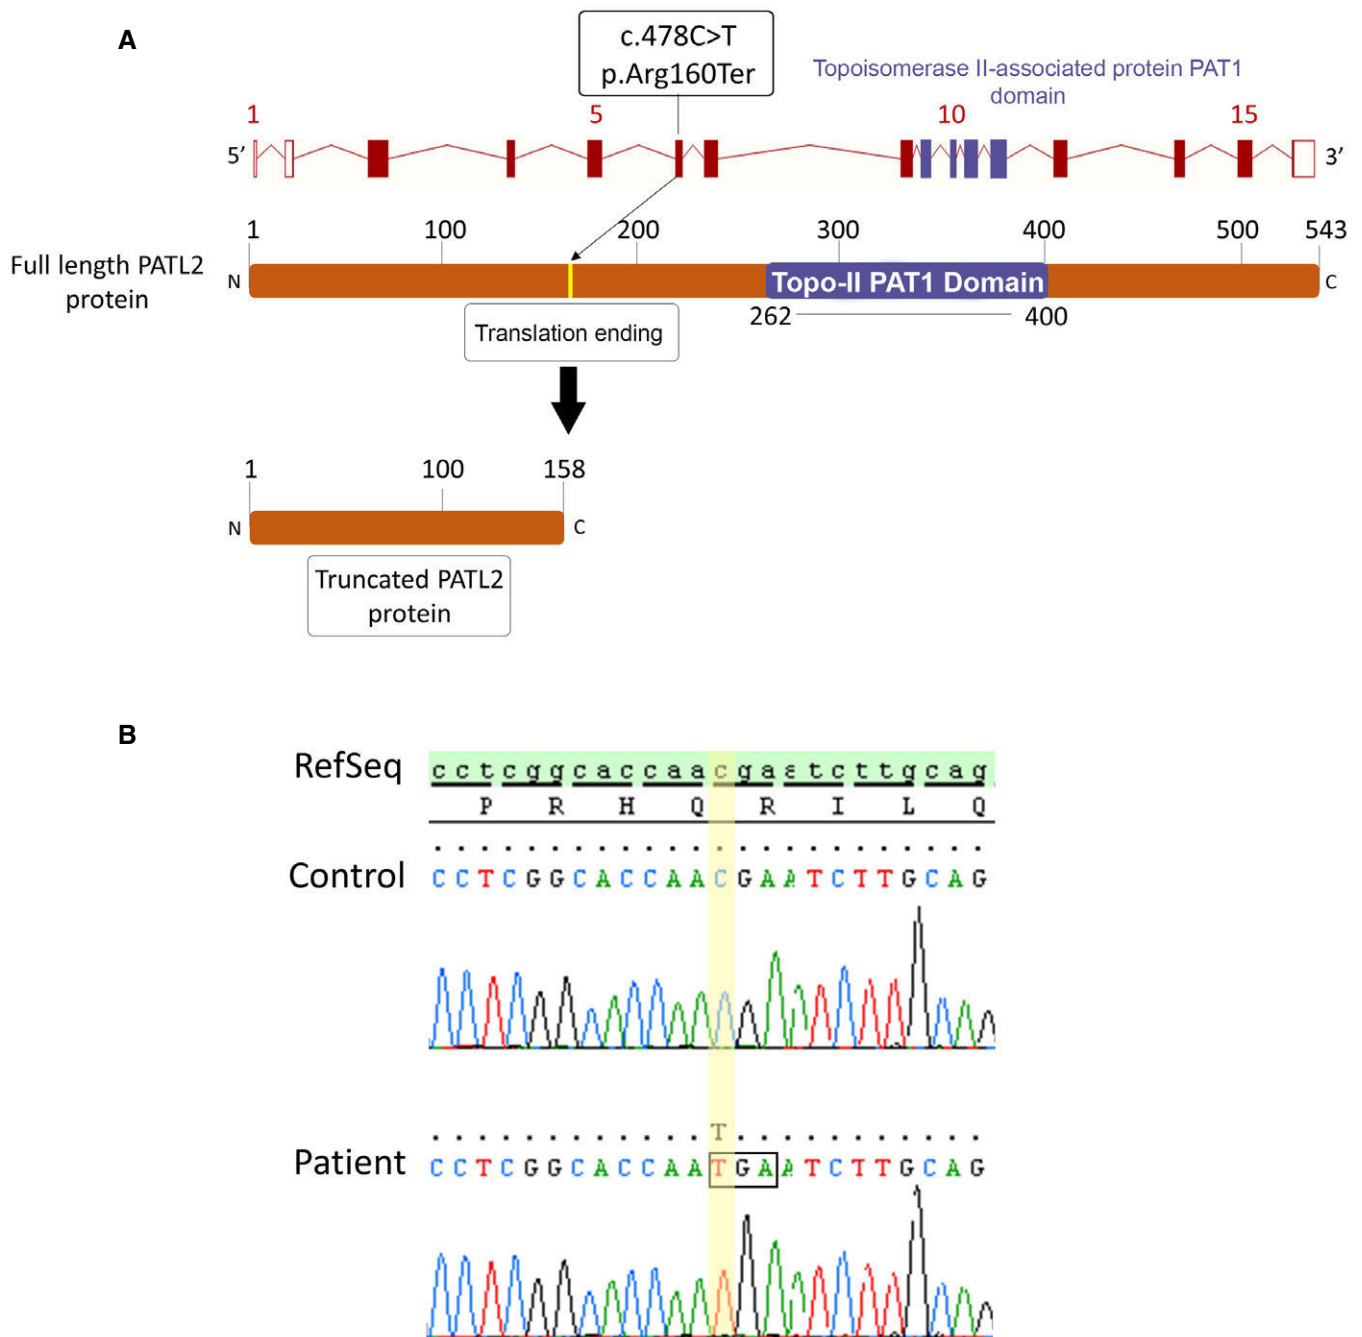 A
c.478C>T
p.Arg160Ter
Topoisomerase II-associated protein PAT1
domain
1 5 10 15
5’ 3’
1 100 200 300 400 500 543
Full length PATL2
protein
N Topo-II PAT1 Domain C
262 400
Translation ending
1 100 158
N C
Truncated PATL2
protein
B
RefSeq cctcggcaccaacgaatcttgcag
P R H Q R I L Q
Control CCTCGGCACCAACGAATCTTGCAG
T
Patient CCTCGGCACCAATGAATCTTGCAG